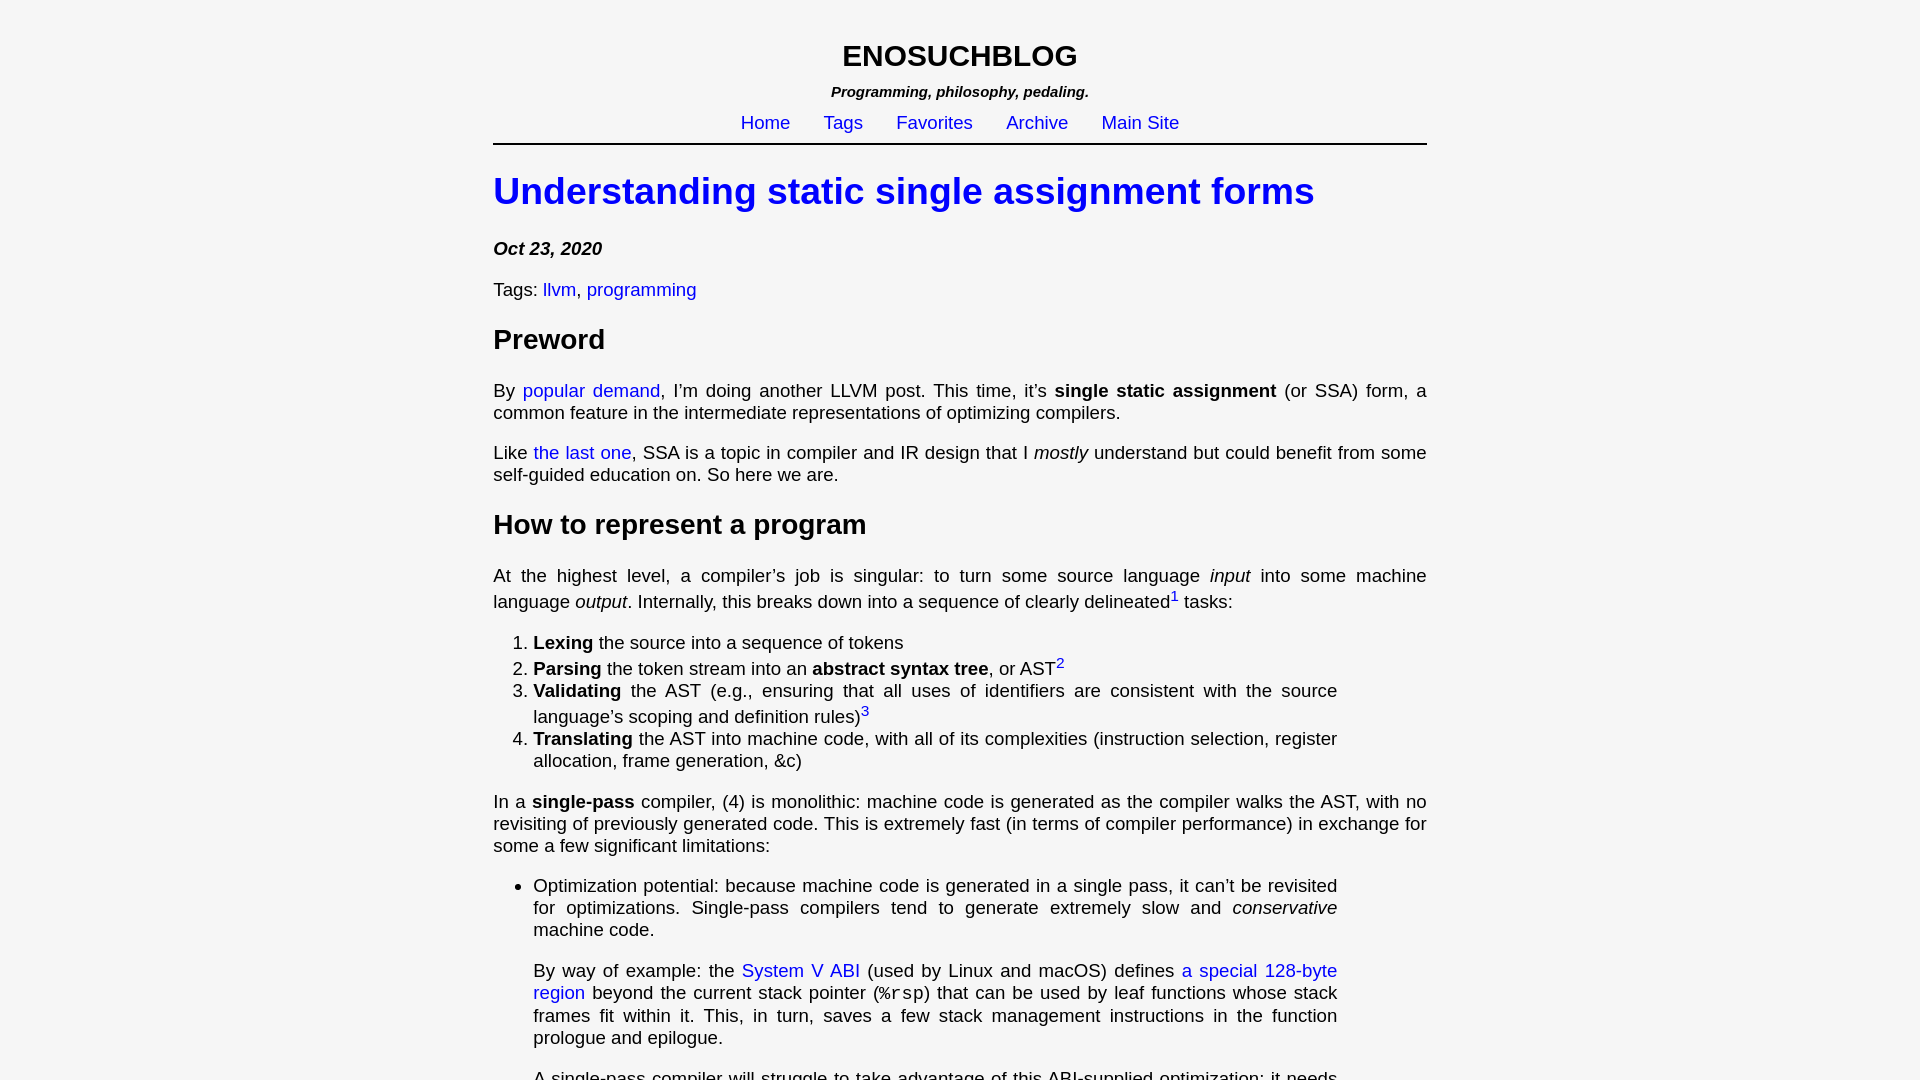 ENOSUCHBLOG
Programming, philosophy, pedaling.
Home Tags Favorites Archive Main Site
Understanding static single assignment forms
Oct 23, 2020
Tags: llvm, programming
Preword
By popular demand, I’m doing another LLVM post. This time, it’s single static assignment (or SSA) form, a
common feature in the intermediate representations of optimizing compilers.
Like the last one, SSA is a topic in compiler and IR design that I mostly understand but could benefit from some
self-guided education on. So here we are.
How to represent a program
At the highest level, a compiler’s job is singular: to turn some source language input into some machine
language output. Internally, this breaks down into a sequence of clearly delineated1 tasks:
1. Lexing the source into a sequence of tokens
2. Parsing the token stream into an abstract syntax tree, or AST2
3. Validating the AST (e.g., ensuring that all uses of identifiers are consistent with the source
language’s scoping and definition rules)3
4. Translating the AST into machine code, with all of its complexities (instruction selection, register
allocation, frame generation, &c)
In a single-pass compiler, (4) is monolithic: machine code is generated as the compiler walks the AST, with no
revisiting of previously generated code. This is extremely fast (in terms of compiler performance) in exchange for
some a few significant limitations:
• Optimization potential: because machine code is generated in a single pass, it can’t be revisited
for optimizations. Single-pass compilers tend to generate extremely slow and conservative
machine code.
By way of example: the System V ABI (used by Linux and macOS) defines a special 128-byte
region beyond the current stack pointer (%rsp) that can be used by leaf functions whose stack
frames fit within it. This, in turn, saves a few stack management instructions in the function
prologue and epilogue.
A single-pass compiler will struggle to take advantage of this ABI-supplied optimization: it needs